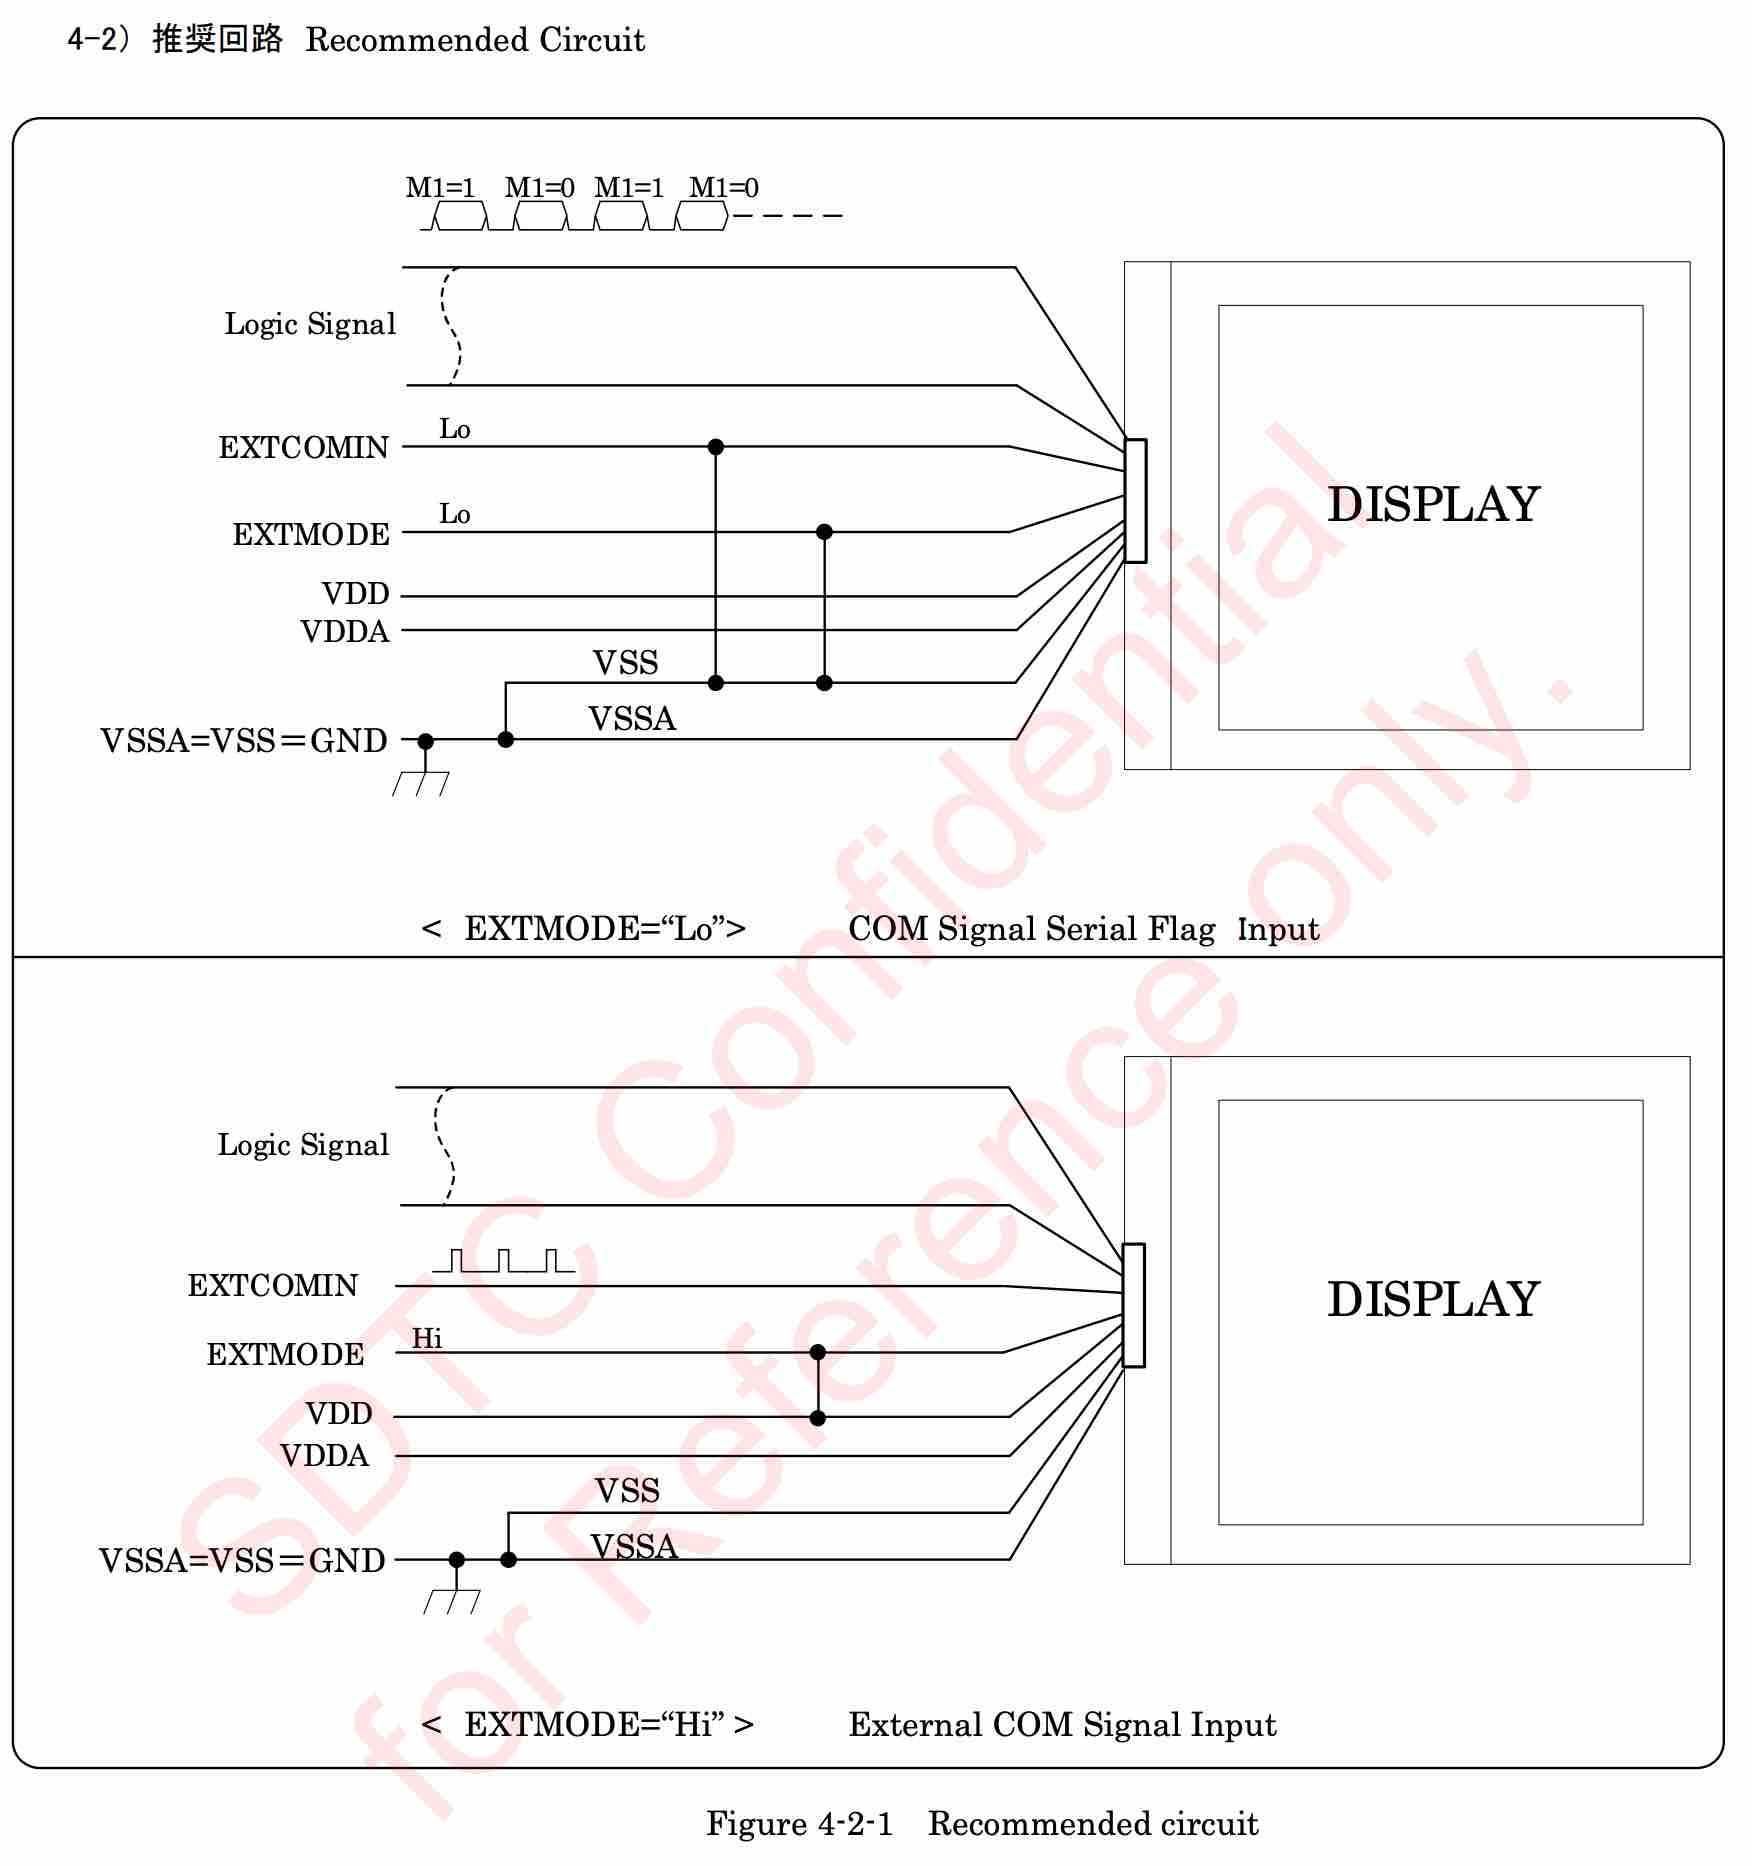 4-2) 推奨回路 Recommended Circuit
M1=1 M1=0 M1=1 M1=0
Logic Signal
EXTCOMIN Lo
EXTMODE Lo
DISPLAY
VDD
VDDA
VSS
VSSA
VSSA=VSS=GND
< EXTMODE="Lo"> COM Signal Serial Flag Input
Logic Signal
EXTCOMIN
EXTMODE Hi
DISPLAY
VDD
VDDA
VSS
VSSA
VSSA=VSS=GND
< EXTMODE="Hi" > External COM Signal Input
Figure 4-2-1 Recommended circuit
SDTC Confidential
for Reference only.